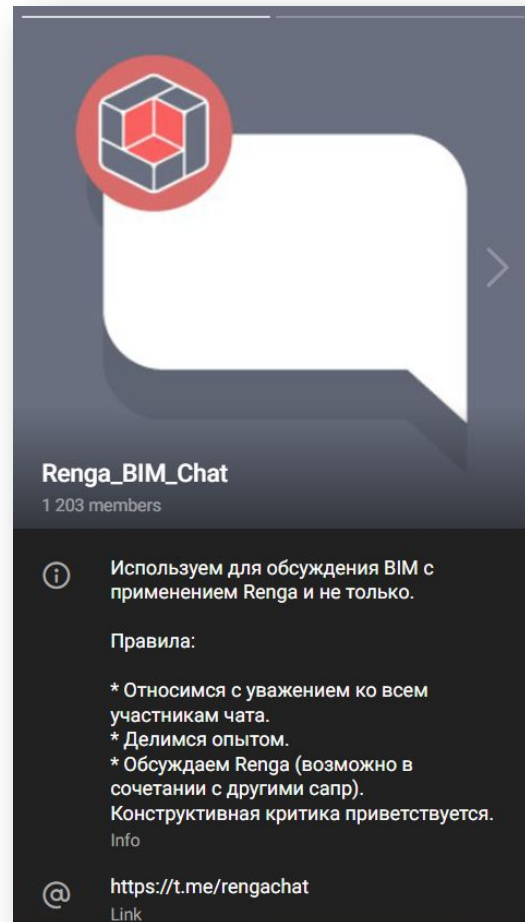 Renga_BIM_Chat
1 203 members
Используем для обсуждения BIM с
применением Renga и не только.
Правила:
* Относимся с уважением ко всем
участникам чата.
* Делимся опытом.
* Обсуждаем Renga (возможно в
сочетании с другими сапр).
Конструктивная критика приветствуется.
Info
https://t.me/rengachat
Link